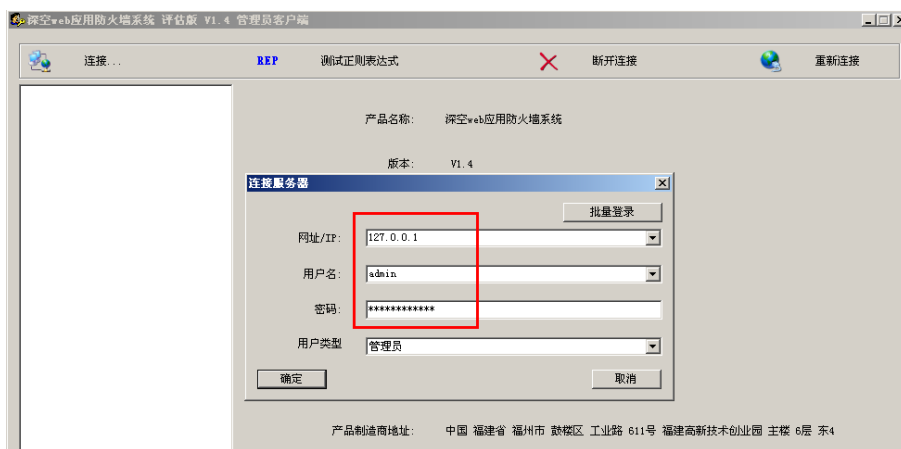 深空web应用防火墙系统 评估版 V1.4 管理员客户端
连接... REP 测试正则表达式 断开连接 重新连接
产品名称: 深空web应用防火墙系统
版本: V1.4
连接服务器
批量登录
网址/IP: 127.0.0.1
用户名: admin
密码: ************
用户类型 管理员
确定 取消
产品制造商地址: 中国 福建省 福州市 鼓楼区 工业路 611号 福建高新技术创业园 主楼 6层 东4